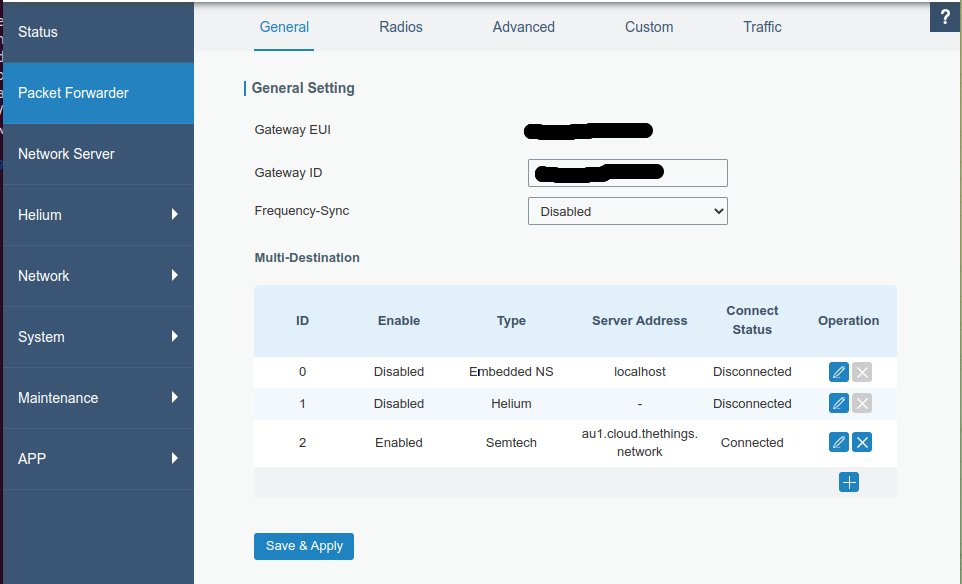 Status
Packet Forwarder
Network Server
Helium
Network
System
Maintenance
APP
General Radios Advanced Custom Traffic
?
General Setting
Gateway EUI
Gateway ID
Frequency-Sync Disabled
Multi-Destination
ID Enable Type Server Address Connect Status Operation
0 Disabled Embedded NS localhost Disconnected
1 Disabled Helium - Disconnected
2 Enabled Semtech au1.cloud.thethings.
network Connected
Save & Apply